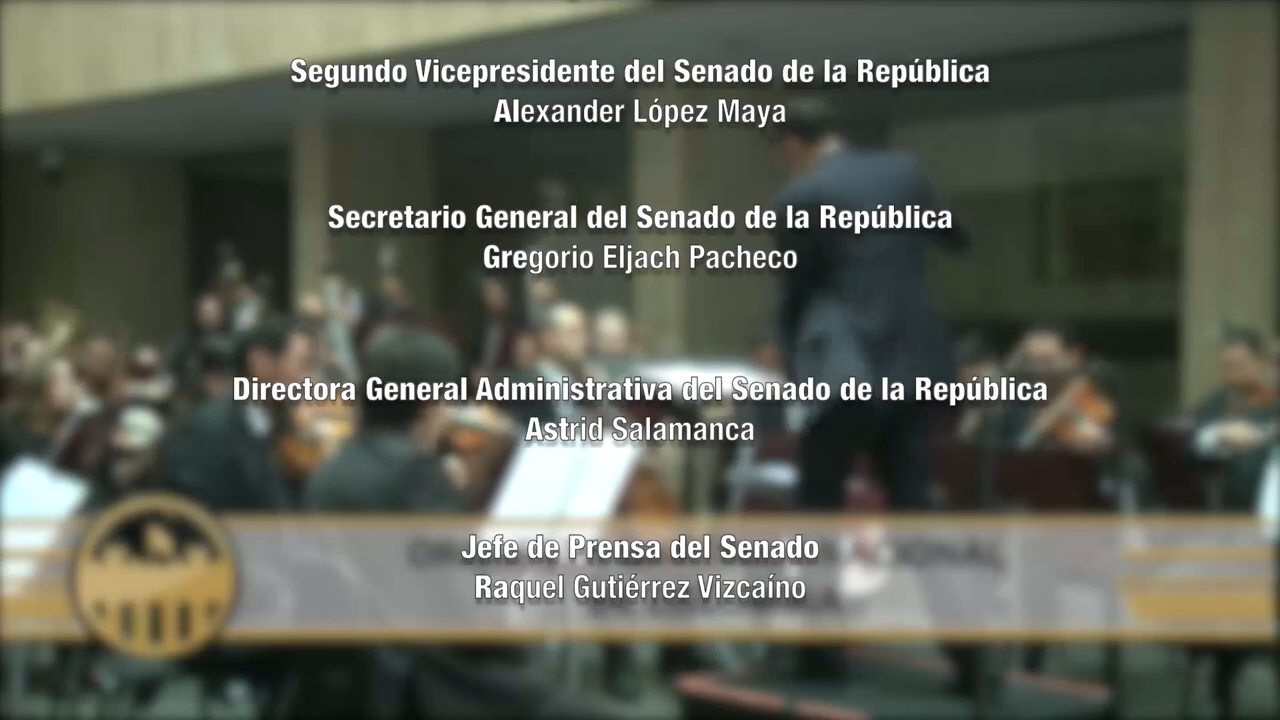 Segundo Vicepresidente del Senado de la República
Alexander López Maya
Secretario General del Senado de la República
Gregorio Eljach Pacheco
Directora General Administrativa del Senado de la República
Astrid Salamanca
Jefe de Prensa del Senado
Raquel Gutiérrez Vizcaíno